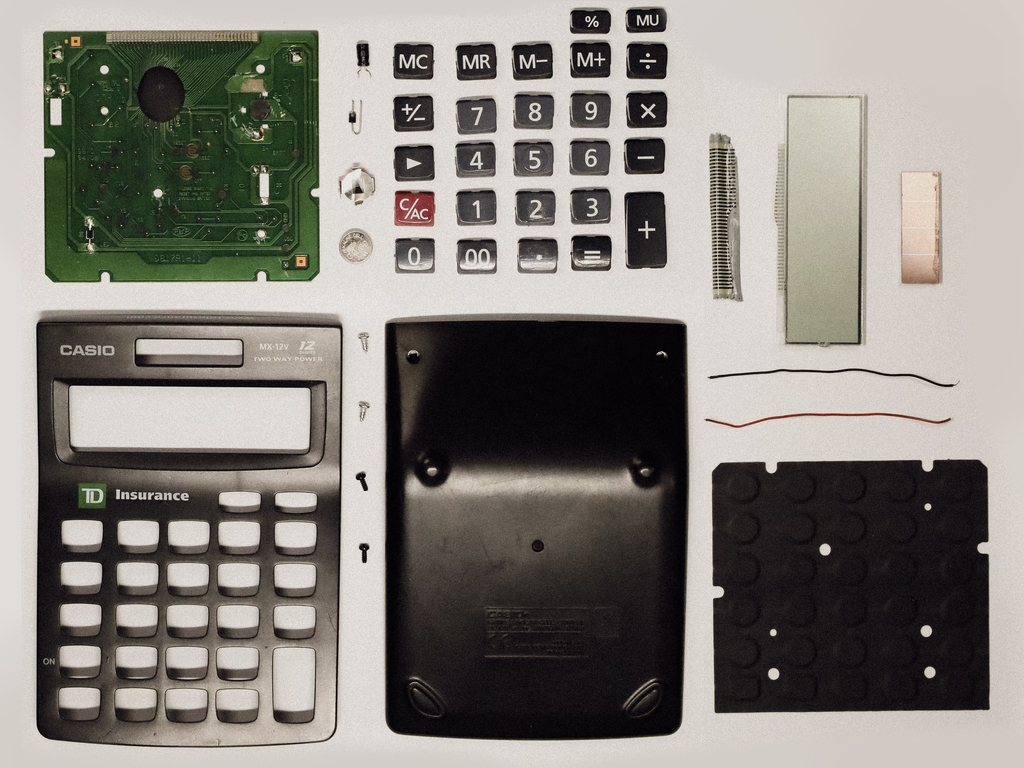 % MU
MC MR M− M+ ÷
+/− 7 8 9 ×
► 4 5 6 −
C/AC 1 2 3 +
0 00 · =
CASIO
MX-12V 12
DIGITS
TWO WAY POWER
TD Insurance
ON
CASIO